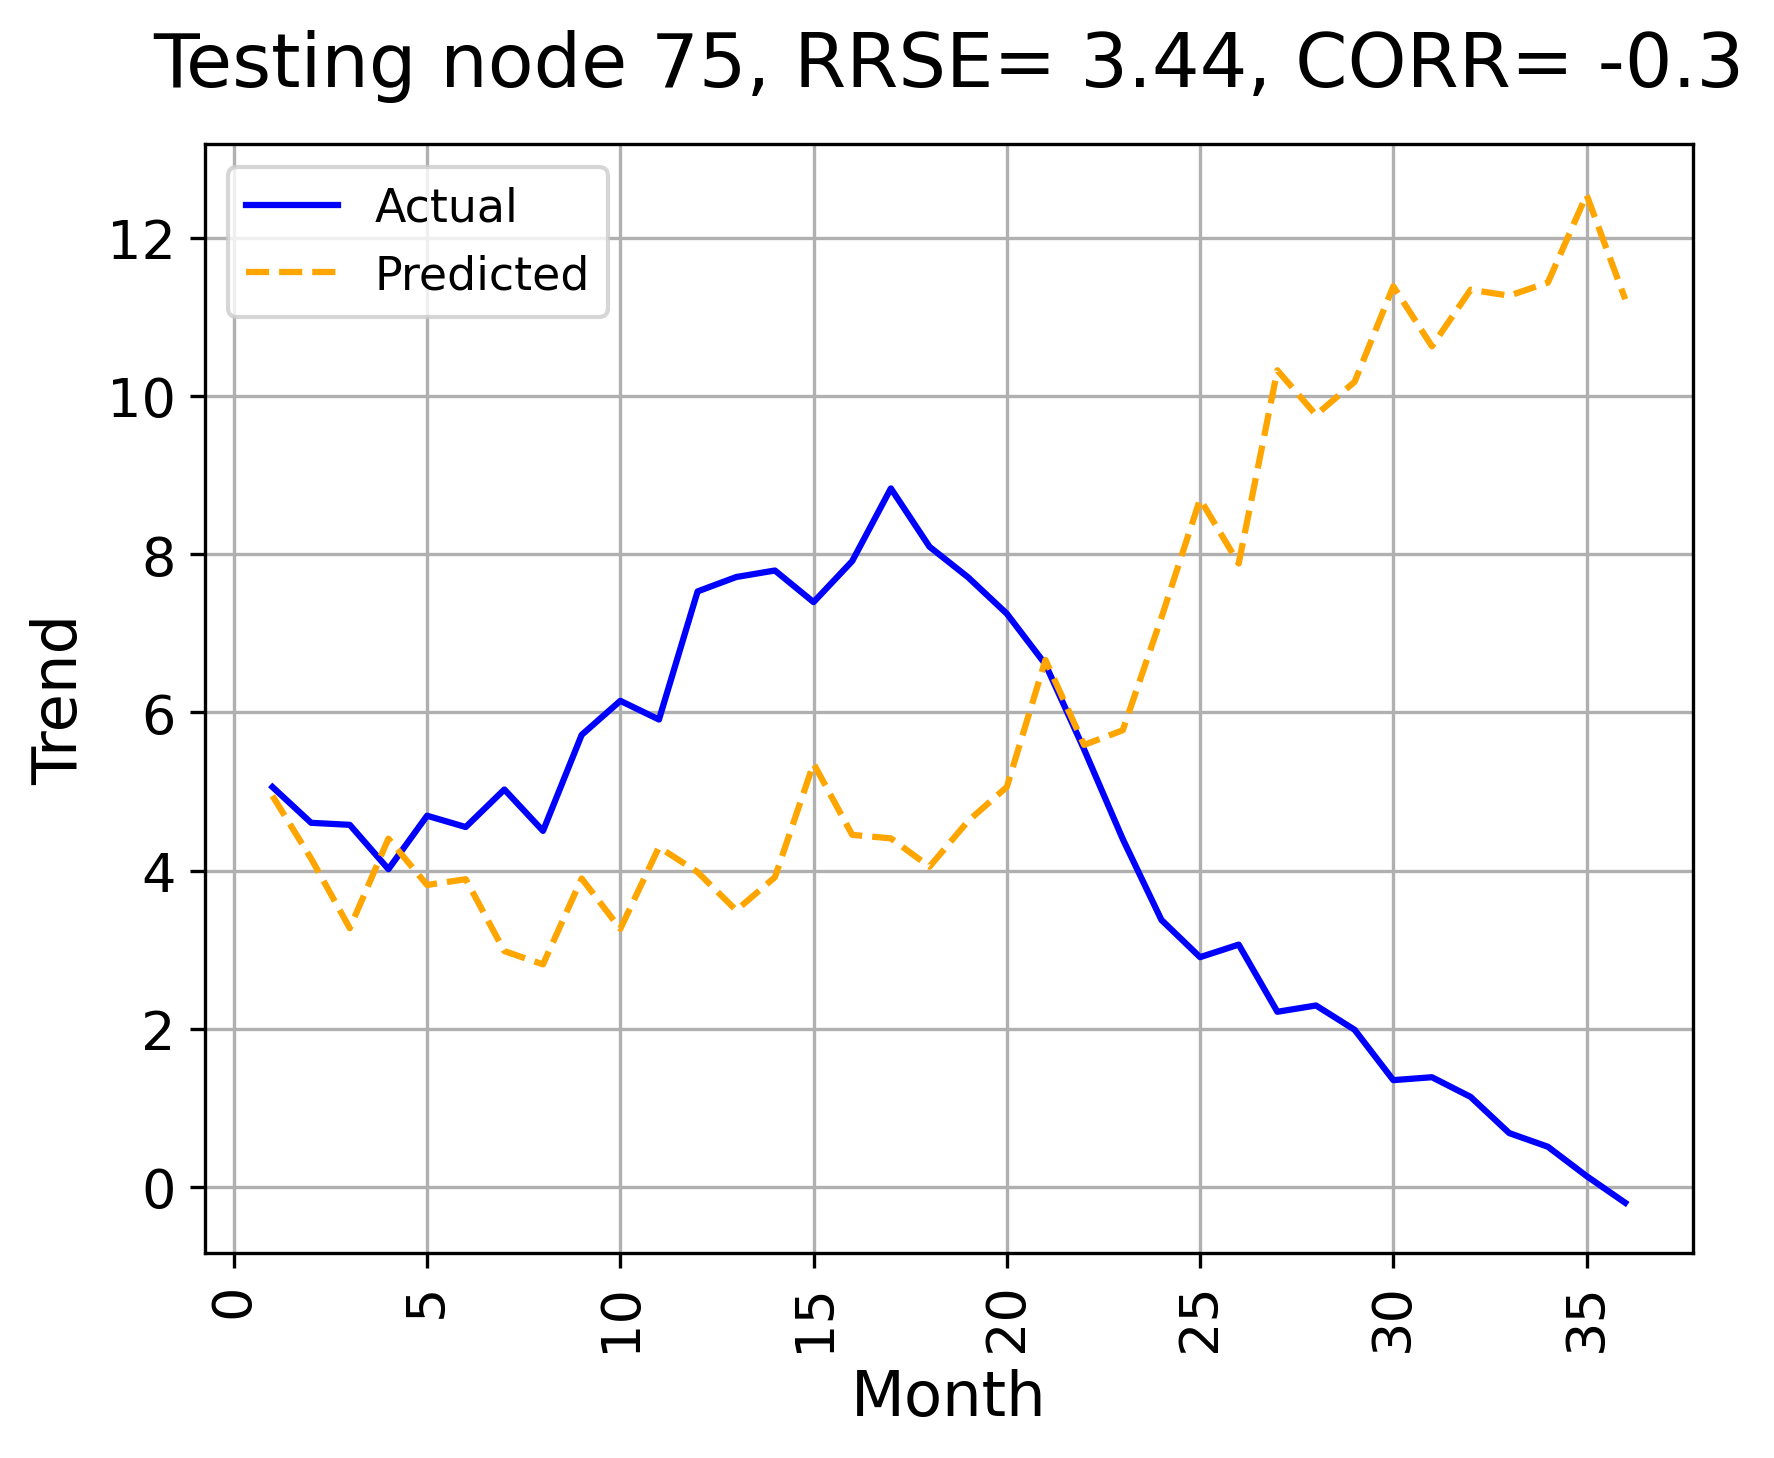 Testing node 75, RRSE= 3.44, CORR= -0.3
Actual
Predicted
12
10
8
6
4
2
0
Trend
0 5 10 15 20 25 30 35
Month